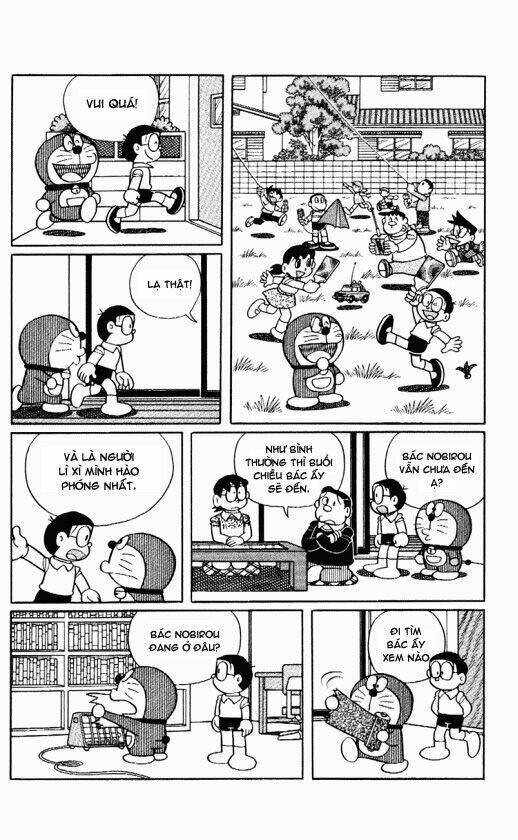 VUI QUÁ!
LẠ THẬT!
VÀ LÀ NGƯỜI
LÌ XÌ MÌNH HÀO
PHÓNG NHẤT.
NHƯ BÌNH
THƯỜNG THÌ BUỔI
CHIỀU BÁC ẤY
SẼ ĐẾN.
BÁC NOBIROU
VẪN CHƯA ĐẾN
Ạ?
BÁC NOBIROU
ĐANG Ở ĐÂU?
ĐI TÌM
BÁC ẤY
XEM NÀO.